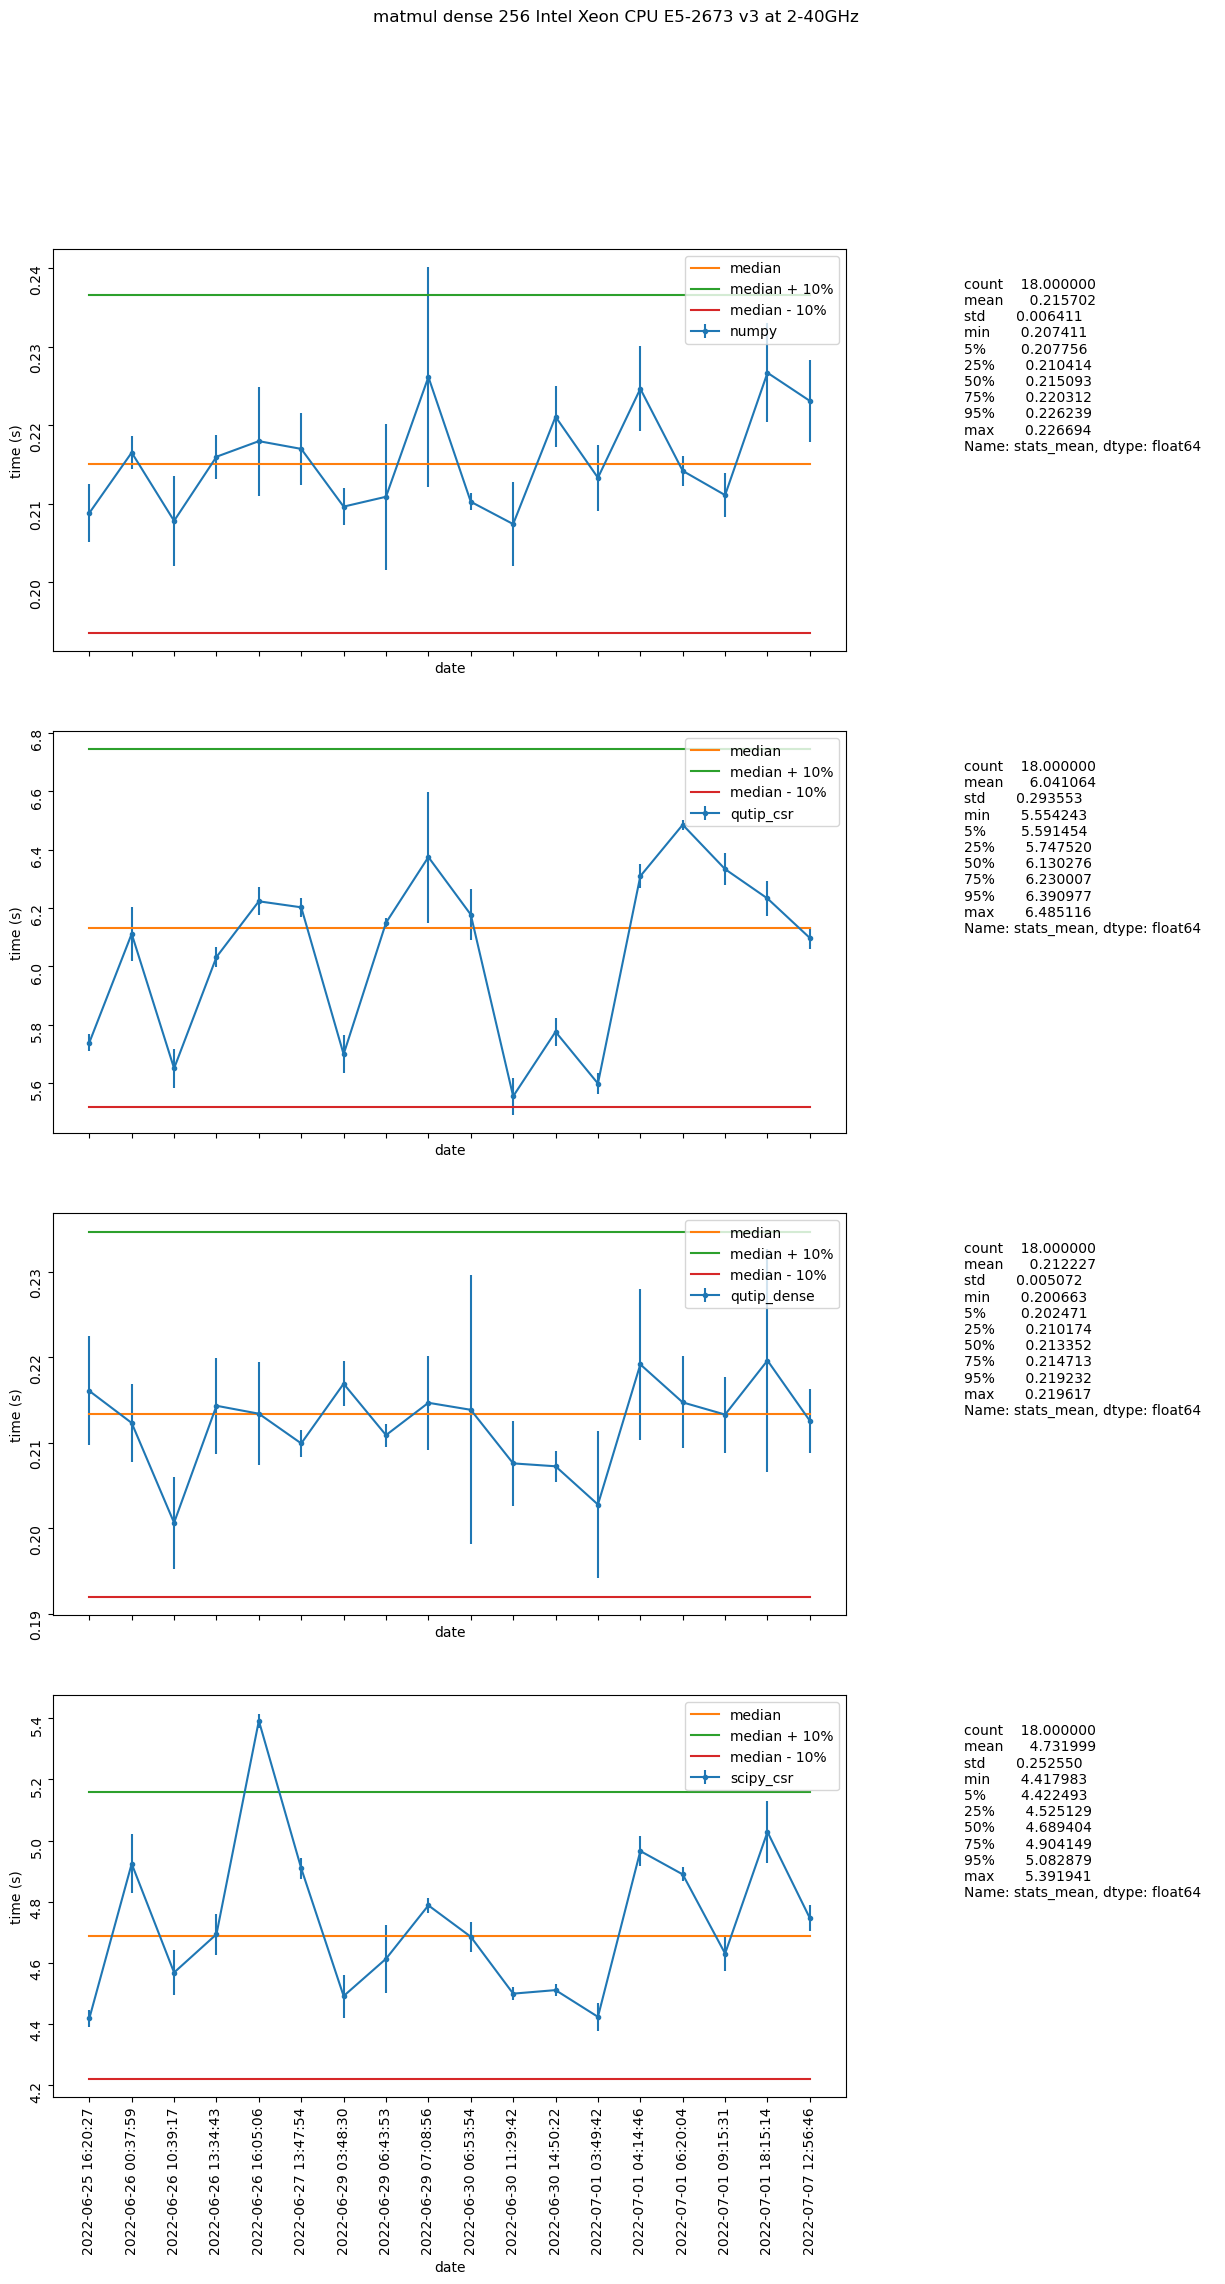 matmul dense 256 Intel Xeon CPU E5-2673 v3 at 2-40GHz
0.24
0.23
0.22
0.21
0.20
time (s)
date
median
median + 10%
median - 10%
numpy
count 18.000000
mean 0.215702
std 0.006411
min 0.207411
5% 0.207756
25% 0.210414
50% 0.215093
75% 0.220312
95% 0.226239
max 0.226694
Name: stats_mean, dtype: float64
6.8
6.6
6.4
6.2
6.0
5.8
5.6
time (s)
date
median
median + 10%
median - 10%
qutip_csr
count 18.000000
mean 6.041064
std 0.293553
min 5.554243
5% 5.591454
25% 5.747520
50% 6.130276
75% 6.230007
95% 6.390977
max 6.485116
Name: stats_mean, dtype: float64
0.23
0.22
0.21
0.20
0.19
time (s)
date
median
median + 10%
median - 10%
qutip_dense
count 18.000000
mean 0.212227
std 0.005072
min 0.200663
5% 0.202471
25% 0.210174
50% 0.213352
75% 0.214713
95% 0.219232
max 0.219617
Name: stats_mean, dtype: float64
5.4
5.2
5.0
4.8
4.6
4.4
4.2
time (s)
median
median + 10%
median - 10%
scipy_csr
count 18.000000
mean 4.731999
std 0.252550
min 4.417983
5% 4.422493
25% 4.525129
50% 4.689404
75% 4.904149
95% 5.082879
max 5.391941
Name: stats_mean, dtype: float64
2022-06-25 16:20:27
2022-06-26 00:37:59
2022-06-26 10:39:17
2022-06-26 13:34:43
2022-06-26 16:05:06
2022-06-27 13:47:54
2022-06-29 03:48:30
2022-06-29 06:43:53
2022-06-29 07:08:56
2022-06-30 06:53:54
2022-06-30 11:29:42
2022-06-30 14:50:22
2022-07-01 03:49:42
2022-07-01 04:14:46
2022-07-01 06:20:04
2022-07-01 09:15:31
2022-07-01 18:15:14
2022-07-07 12:56:46
date